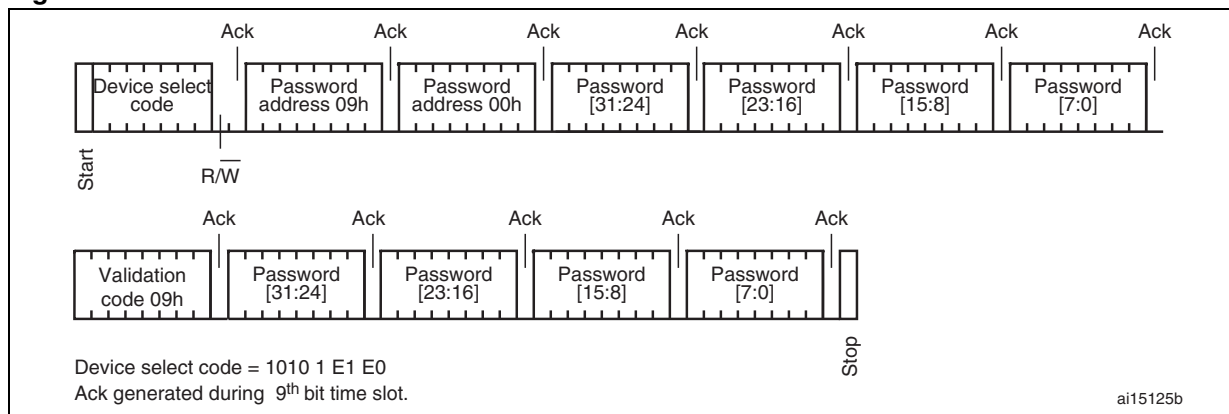 Ack Ack Ack Ack Ack Ack Ack
Device select code
Password address 09h
Password address 00h
Password [31:24]
Password [23:16]
Password [15:8]
Password [7:0]
Start
R/W̅
Ack Ack Ack Ack Ack
Validation code 09h
Password [31:24]
Password [23:16]
Password [15:8]
Password [7:0]
Stop
Device select code = 1010 1 E1 E0
Ack generated during 9th bit time slot.
ai15125b